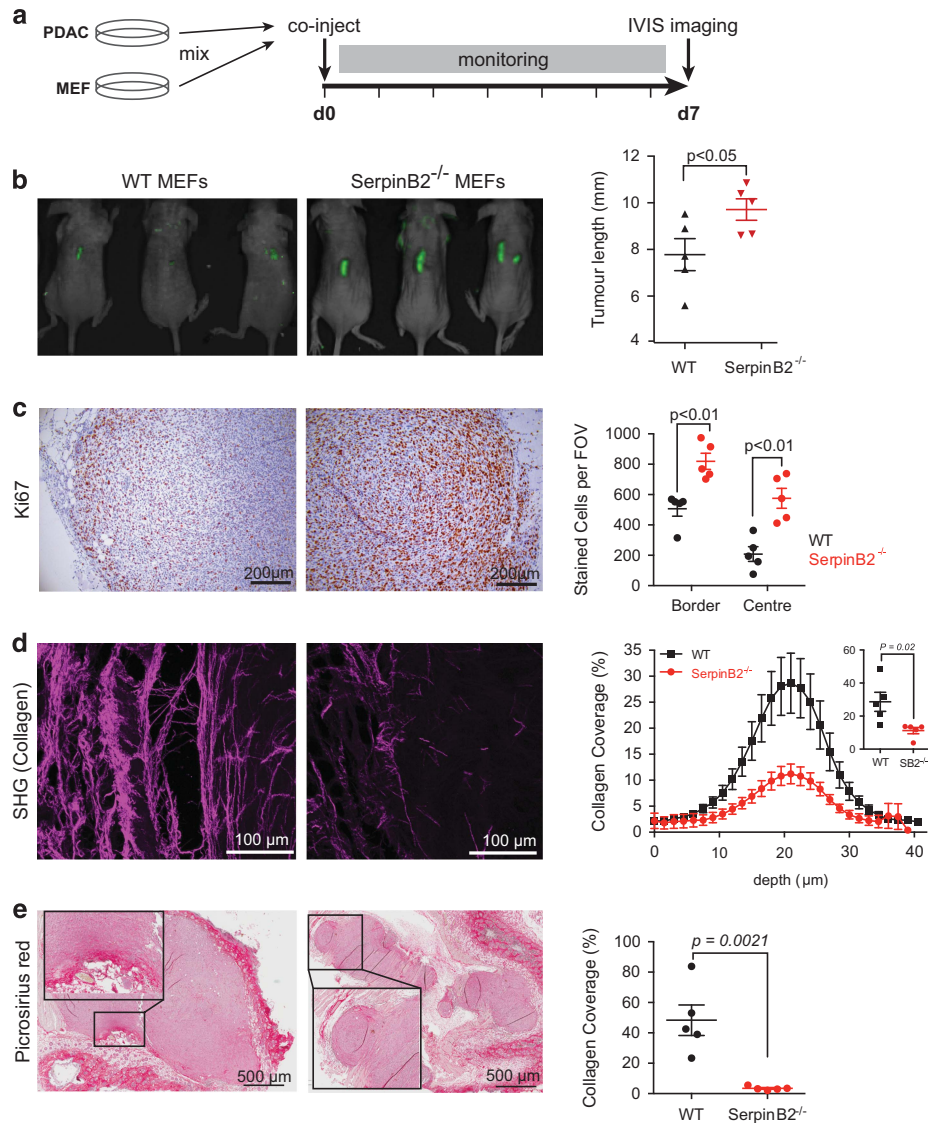 a
PDAC
MEF
mix
co-inject
IVIS imaging
monitoring
d0
d7
b
WT MEFs
SerpinB2-/- MEFs
p<0.05
Tumour length (mm)
12
10
8
6
4
WT
SerpinB2-/-
c
Ki67
200µm
200µm
p<0.01
p<0.01
Stained Cells per FOV
1000
800
600
400
200
0
Border
Centre
WT
SerpinB2-/-
d
SHG (Collagen)
100 µm
100 µm
Collagen Coverage (%)
35
30
25
20
15
10
5
0
0
10
20
30
40
depth (µm)
WT
SerpinB2-/-
P = 0.02
60
40
20
0
WT
SB2-/-
e
Picrosirius red
500 µm
500 µm
Collagen Coverage (%)
100
80
60
40
20
0
p = 0.0021
WT
SerpinB2-/-